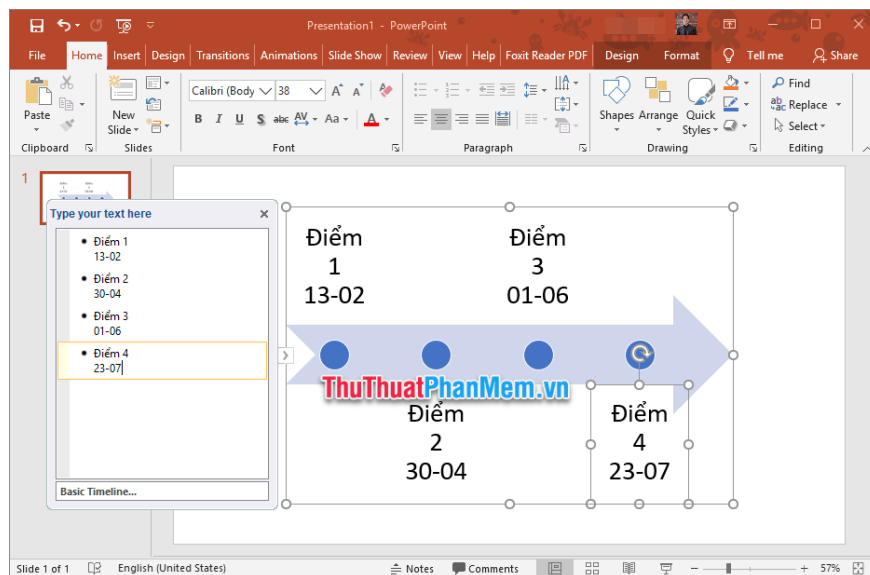 Presentation1 - PowerPoint
File Home Insert Design Transitions Animations Slide Show Review View Help Foxit Reader PDF Design Format Tell me Share
Calibri (Body 38
Paste New Slide B I U S abc AV Aa A Shapes Arrange Quick Styles Find
Replace
Select
Clipboard Slides Font Paragraph Drawing Editing
1
Type your text here
Điểm 1
13-02
Điểm 2
30-04
Điểm 3
01-06
Điểm 4
23-07
Basic Timeline...
Điểm
1
13-02
Điểm
3
01-06
ThuThuatPhanMem.vn
Điểm
2
30-04
Điểm
4
23-07
Slide 1 of 1 English (United States) Notes Comments 57%